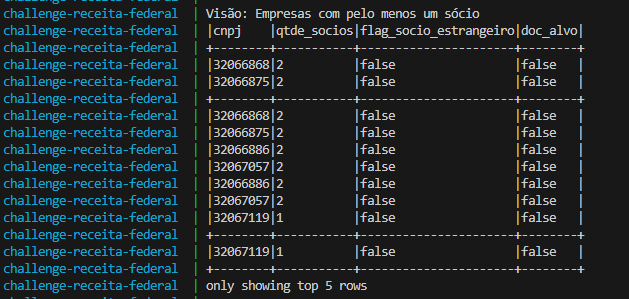 challenge-receita-federal | Visão: Empresas com pelo menos um sócio
challenge-receita-federal | |cnpj    |qtde_socios|flag_socio_estrangeiro|doc_alvo|
challenge-receita-federal | +--------+-----------+----------------------+--------+
challenge-receita-federal | |32066868|2          |false                 |false   |
challenge-receita-federal | |32066875|2          |false                 |false   |
challenge-receita-federal | +--------+-----------+----------------------+--------+
challenge-receita-federal | |32066868|2          |false                 |false   |
challenge-receita-federal | |32066875|2          |false                 |false   |
challenge-receita-federal | |32066886|2          |false                 |false   |
challenge-receita-federal | |32067057|2          |false                 |false   |
challenge-receita-federal | |32066886|2          |false                 |false   |
challenge-receita-federal | |32067057|2          |false                 |false   |
challenge-receita-federal | |32067119|1          |false                 |false   |
challenge-receita-federal | +--------+-----------+----------------------+--------+
challenge-receita-federal | |32067119|1          |false                 |false   |
challenge-receita-federal | +--------+-----------+----------------------+--------+
challenge-receita-federal | only showing top 5 rows